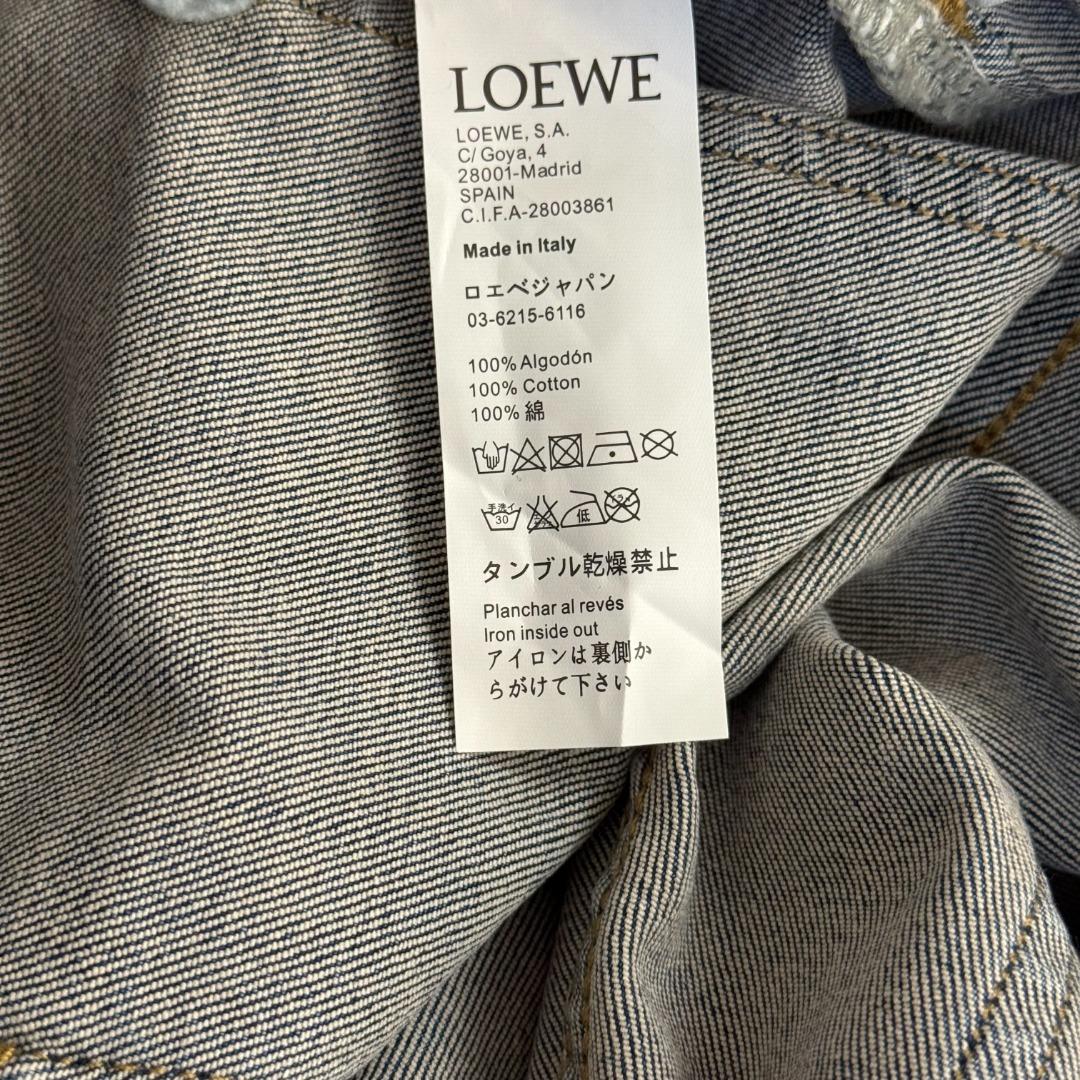 LOEWE
LOEWE, S.A.
C/ Goya, 4
28001-Madrid
SPAIN
C.I.F.A-28003861
Made in Italy
ロエベジャパン
03-6215-6116
100% Algodón
100% Cotton
100% 綿
手洗イ
30
低
タンブル乾燥禁止
Planchar al revés
Iron inside out
アイロンは裏側か
らがけて下さい